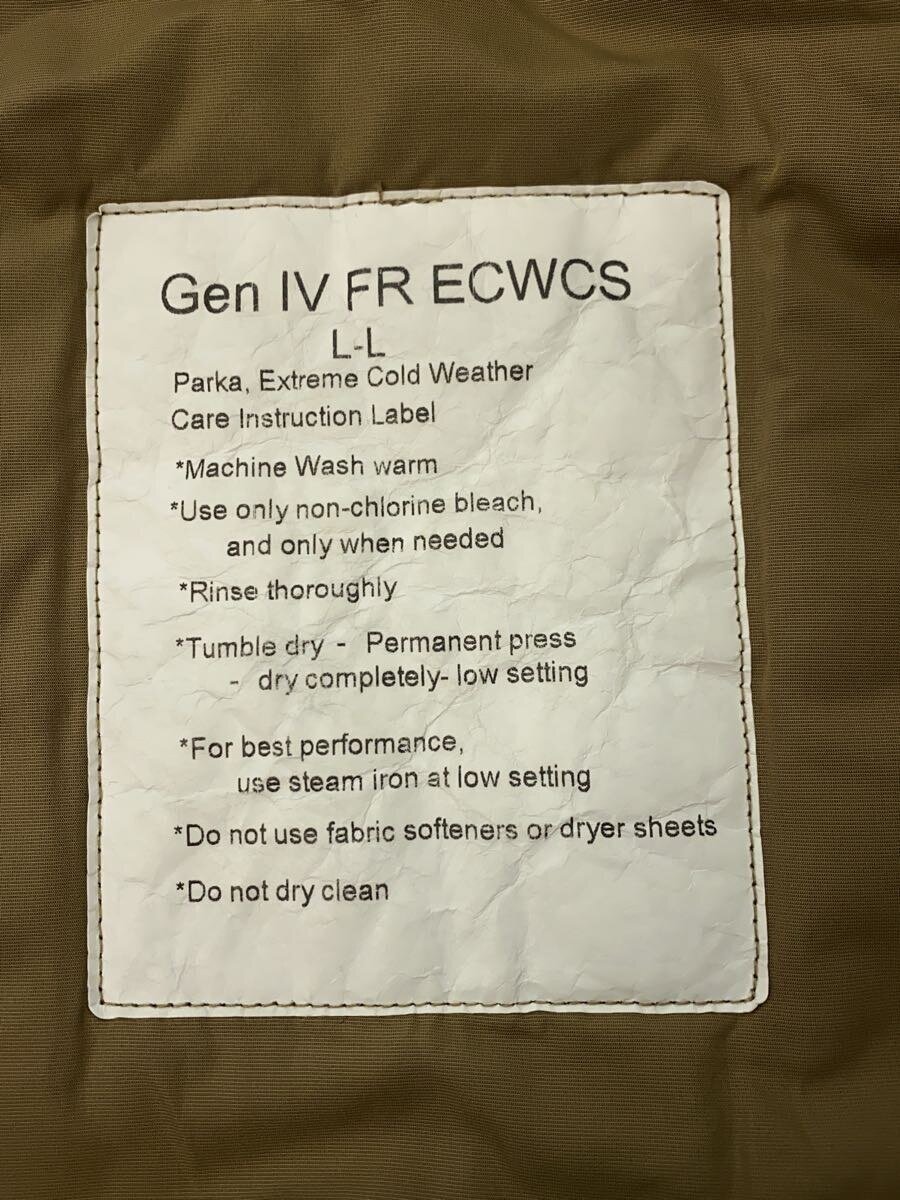 Gen IV FR ECWCS
L-L
Parka, Extreme Cold Weather
Care Instruction Label
*Machine Wash warm
*Use only non-chlorine bleach,
and only when needed
*Rinse thoroughly
*Tumble dry - Permanent press
- dry completely- low setting
*For best performance,
use steam iron at low setting
*Do not use fabric softeners or dryer sheets
*Do not dry clean